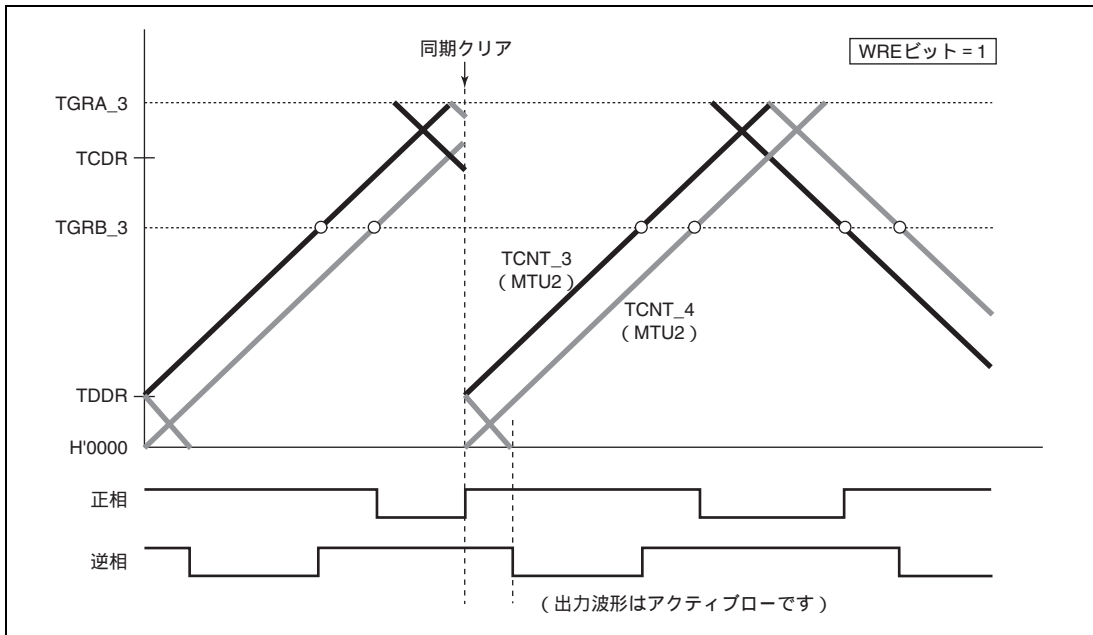 同期クリア
WREビット = 1
TGRA_3
TCDR
TGRB_3
TCNT_3
( MTU2 )
TCNT_4
( MTU2 )
TDDR
H'0000
正相
逆相
( 出力波形はアクティブローです )